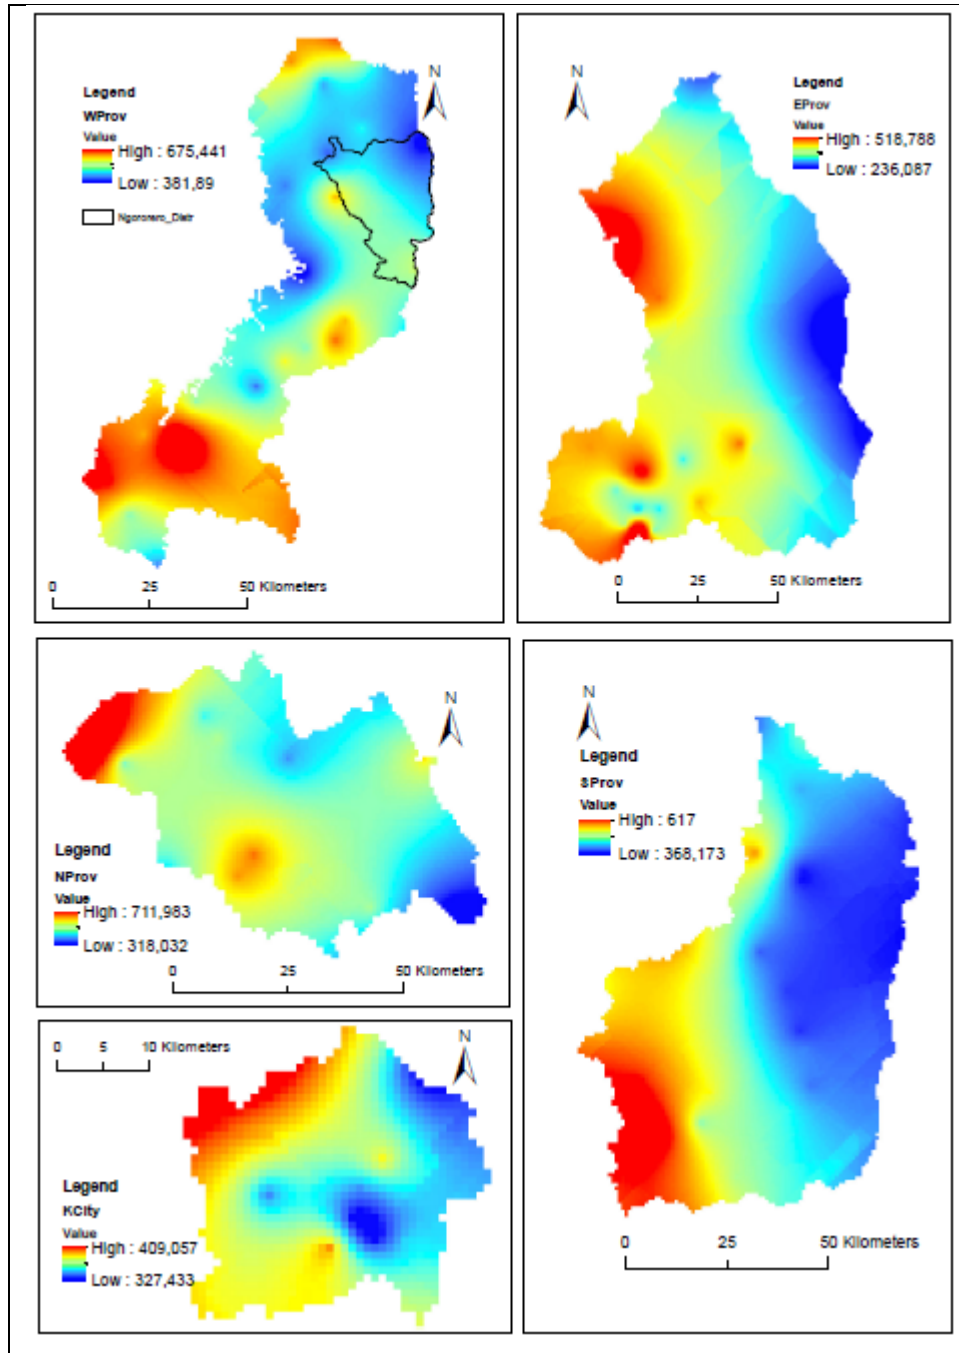 N
Legend
WProv
Value
High : 675,441
Low : 381,89
Ngororero_Distr
0 25 50 Kilometers
N
Legend
EProv
Value
High : 518,788
Low : 236,087
0 25 50 Kilometers
N
Legend
NProv
Value
High : 711,983
Low : 318,032
0 25 50 Kilometers
N
Legend
SProv
Value
High : 617
Low : 368,173
0 25 50 Kilometers
0 5 10 Kilometers
N
Legend
KCity
Value
High : 409,057
Low : 327,433